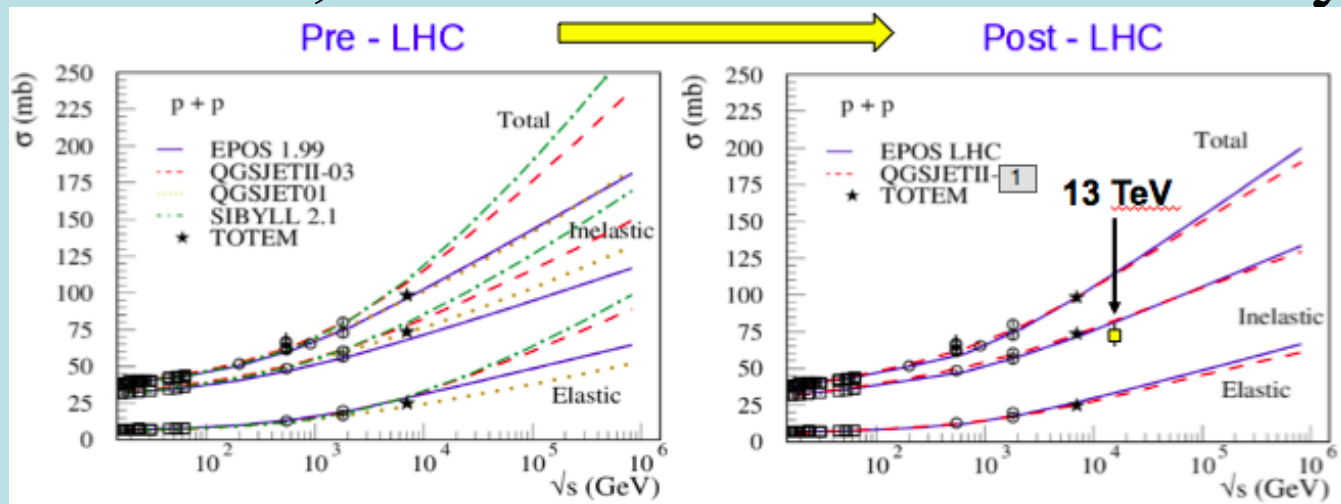 Pre - LHC
Post - LHC
σ (mb)
250
225
200
175
150
125
100
75
50
25
0
p + p
EPOS 1.99
QGSJETII-03
QGSJET01
SIBYLL 2.1
TOTEM
Total
Inelastic
Elastic
10²
10³
10⁴
10⁵
10⁶
√s (GeV)
σ (mb)
250
225
200
175
150
125
100
75
50
25
0
p + p
EPOS LHC
QGSJETII-
1
TOTEM
13 TeV
Total
Inelastic
Elastic
10²
10³
10⁴
10⁵
10⁶
√s (GeV)